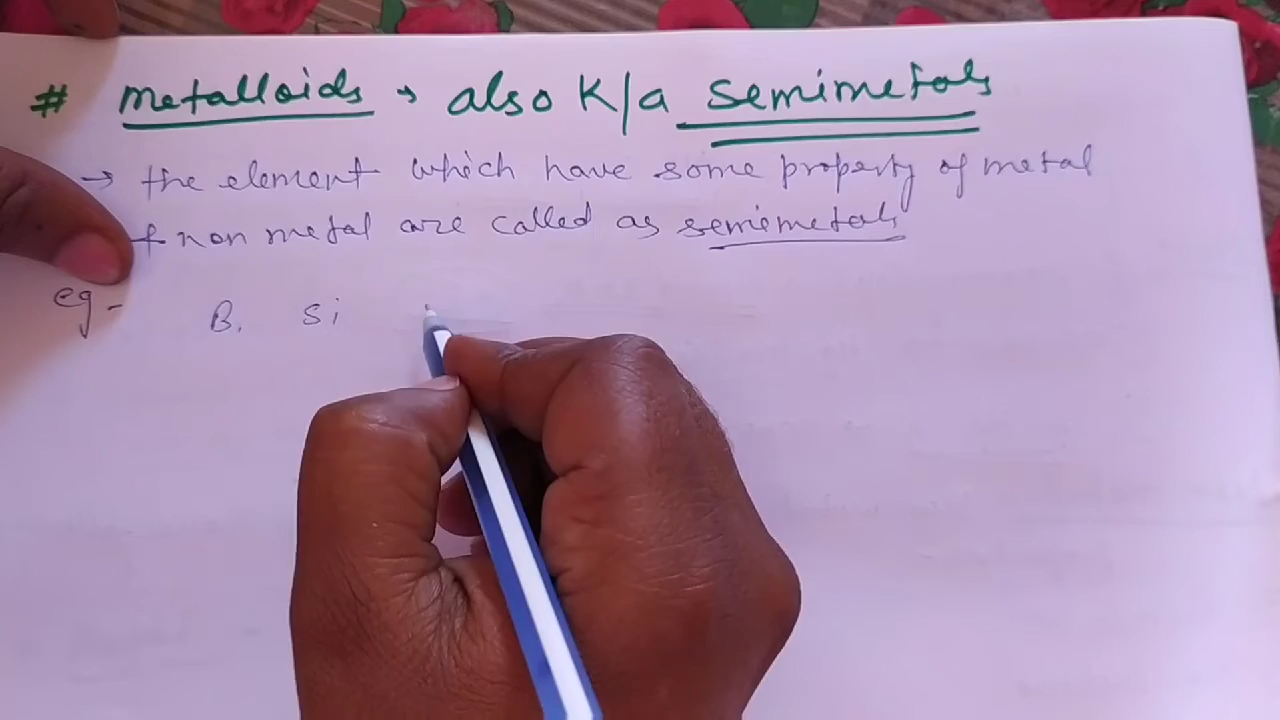 # metalloids → also K/a semimetals
→ the element which have some property of metal
+ non metal are called as semimetals
eg- B. Si